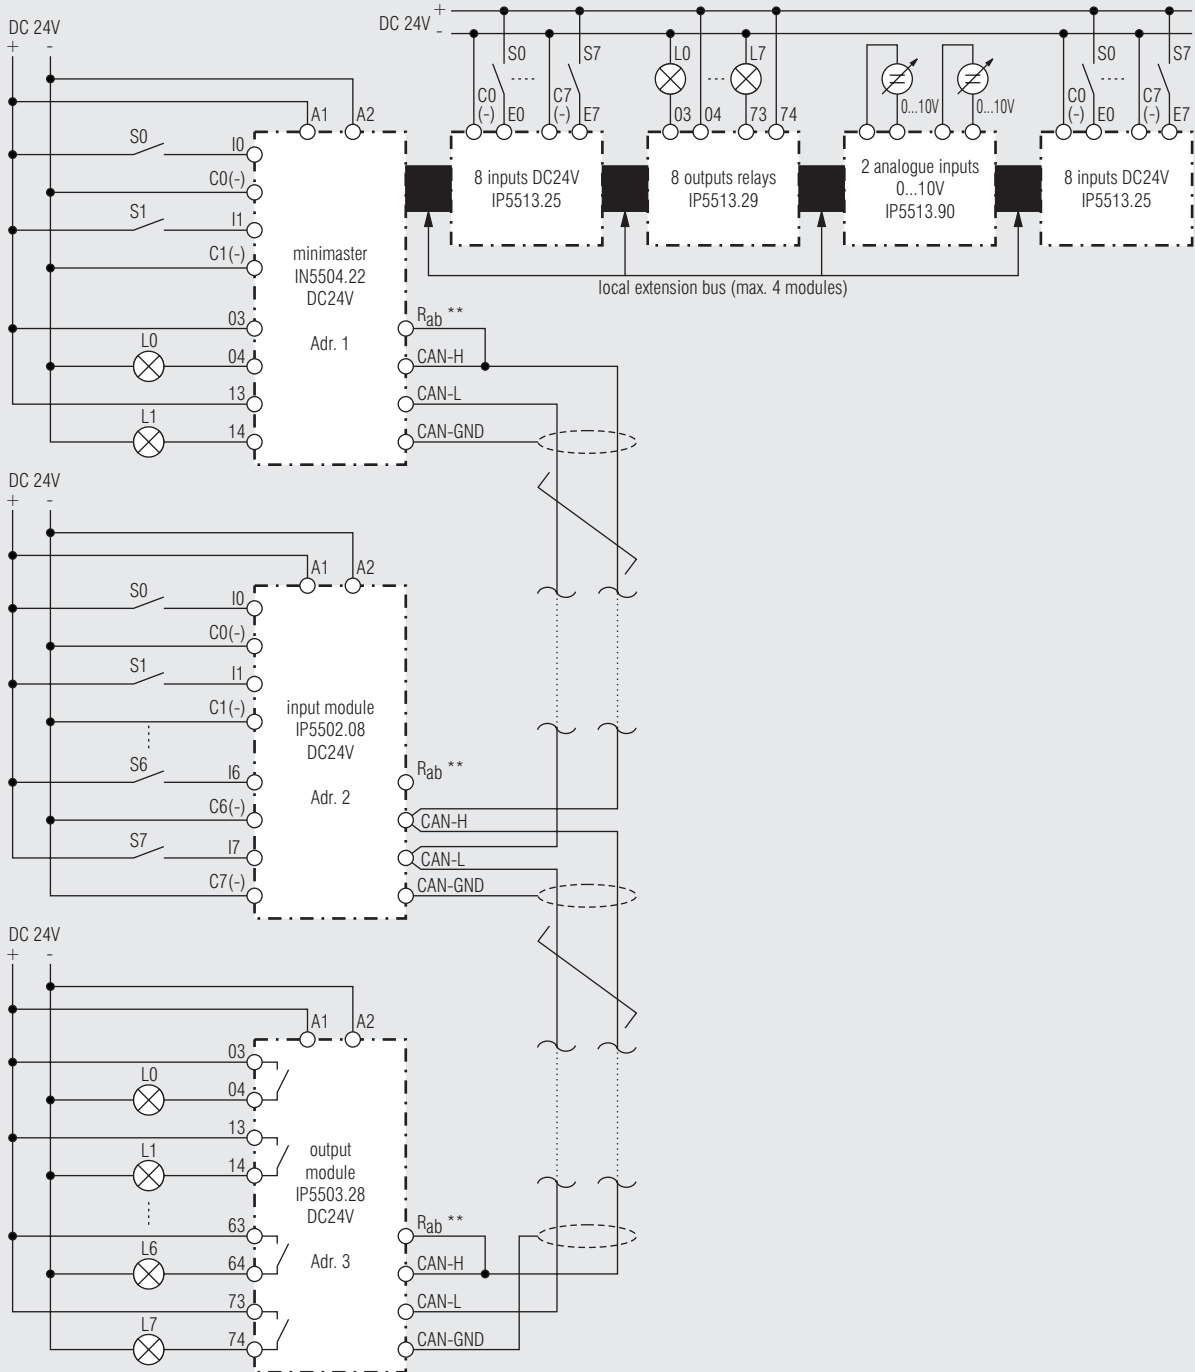 DC 24V
+ -
DC 24V + -
S0 S7
C0 (-) E0 C7 (-) E7
L0 L7
03 04 73 74
0...10V 0...10V
S0 S7
C0 (-) E0 C7 (-) E7
8 inputs DC24V
IP5513.25
8 outputs relays
IP5513.29
2 analogue inputs
0...10V
IP5513.90
8 inputs DC24V
IP5513.25
local extension bus (max. 4 modules)
A1 A2
S0 I0
C0(-)
S1 I1
C1(-)
03
L0 04
13
L1 14
minimaster
IN5504.22
DC24V
Adr. 1
Rab **
CAN-H
CAN-L
CAN-GND
DC 24V
+ -
A1 A2
S0 I0
C0(-)
S1 I1
C1(-)
S6 I6
C6(-)
S7 I7
C7(-)
input module
IP5502.08
DC24V
Adr. 2
Rab **
CAN-H
CAN-L
CAN-GND
DC 24V
+ -
A1 A2
03
L0 04
13
L1 14
63
L6 64
73
L7 74
output
module
IP5503.28
DC24V
Adr. 3
Rab **
CAN-H
CAN-L
CAN-GND